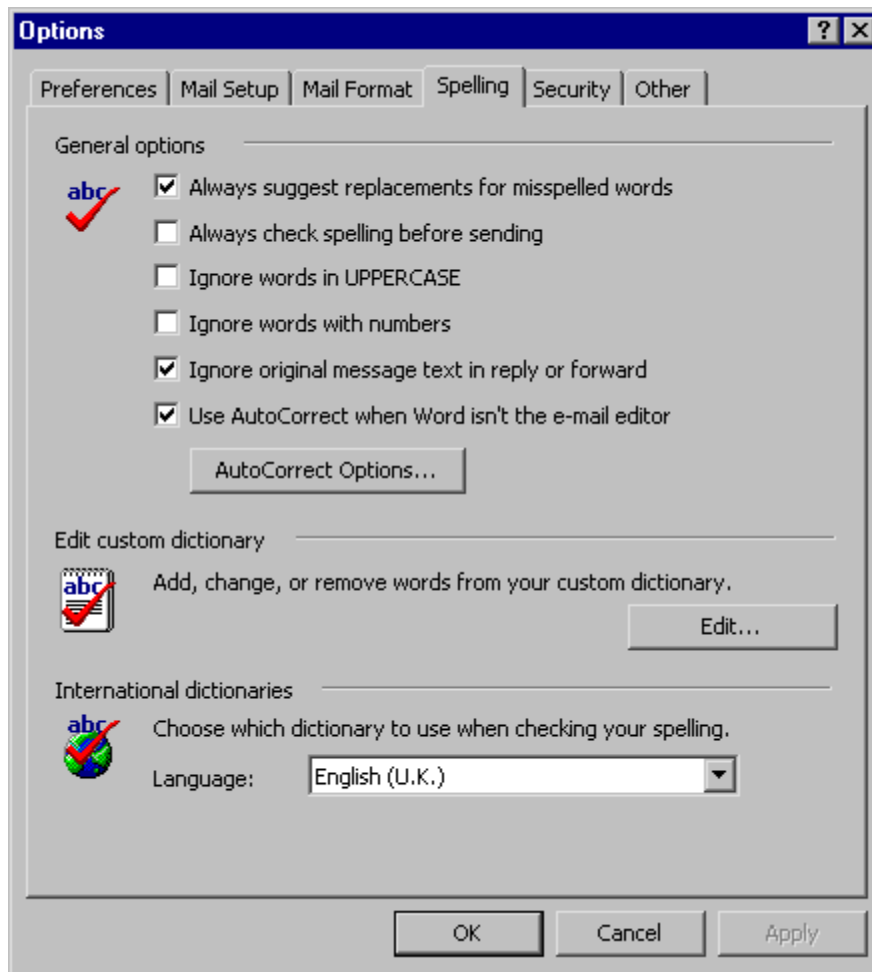 Options
Preferences Mail Setup Mail Format Spelling Security Other
General options
abc
Always suggest replacements for misspelled words
Always check spelling before sending
Ignore words in UPPERCASE
Ignore words with numbers
Ignore original message text in reply or forward
Use AutoCorrect when Word isn't the e-mail editor
AutoCorrect Options...
Edit custom dictionary
abc
Add, change, or remove words from your custom dictionary.
Edit...
International dictionaries
abc
Choose which dictionary to use when checking your spelling.
Language: English (U.K.)
OK Cancel Apply